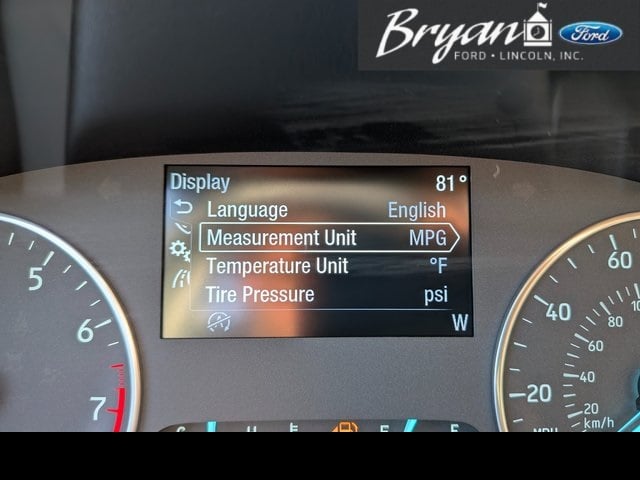 Bryan
Ford
FORD · LINCOLN, INC.
Display 81°
Language English
Measurement Unit MPG
Temperature Unit °F
Tire Pressure psi
W
5
6
7
60
40
20
80
60
40
20
km/h
MPH